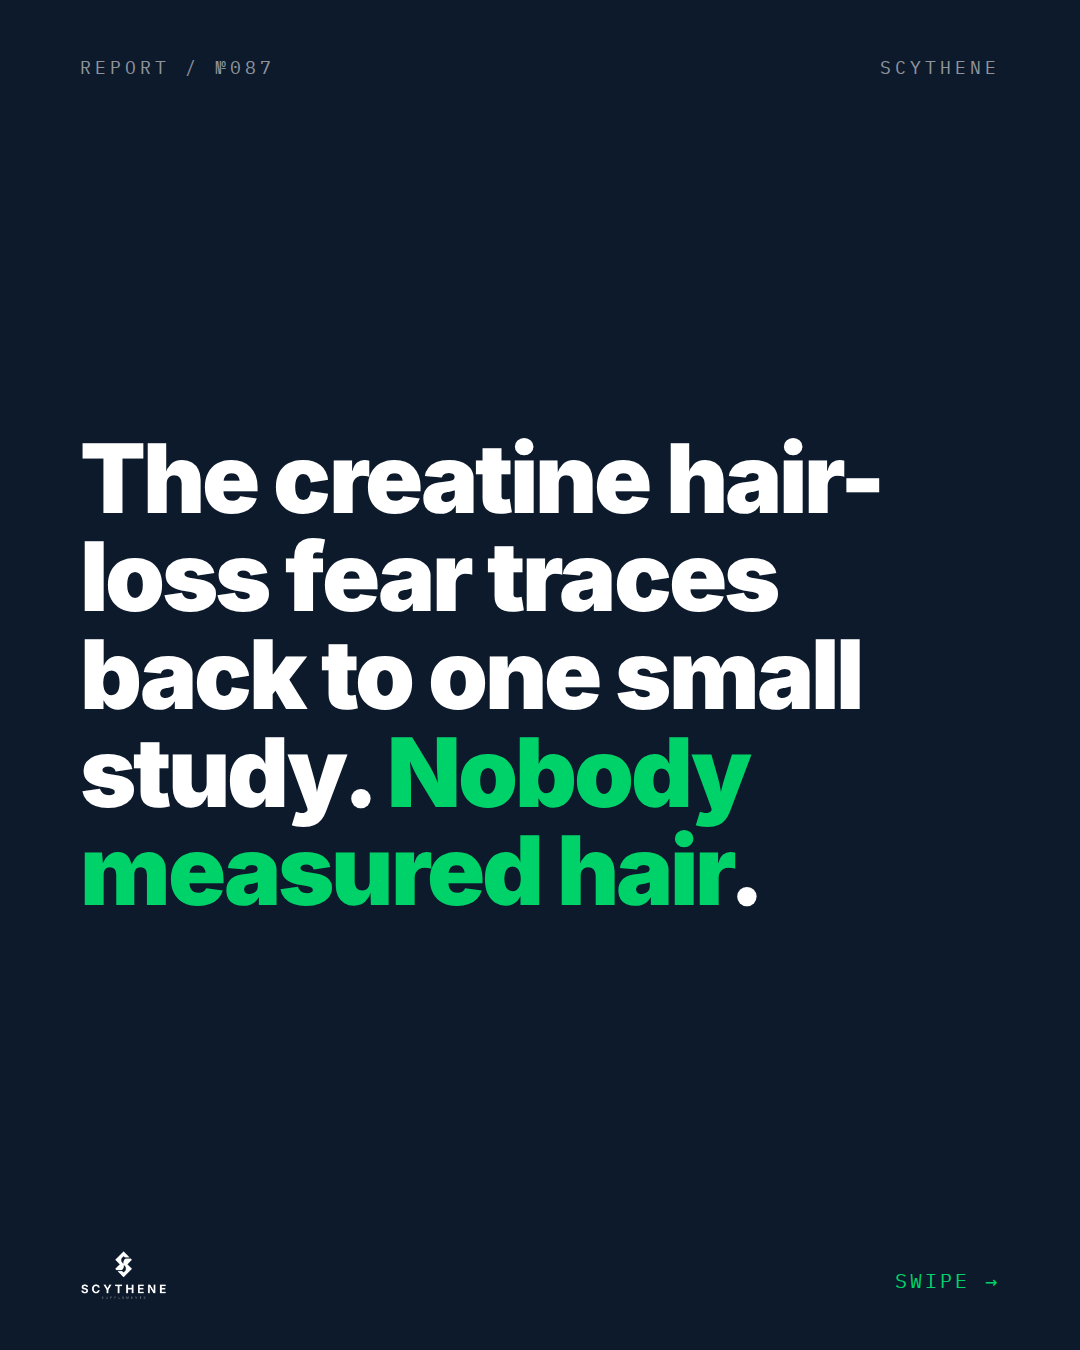 REPORT / №087
SCYTHENE
The creatine hair-
loss fear traces
back to one small
study. Nobody
measured hair.
SCYTHENE
SWIPE →